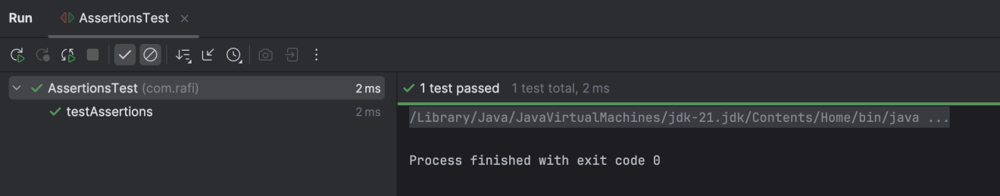 Run AssertionsTest
AssertionsTest (com.rafi) 2 ms
testAssertions 2 ms
1 test passed 1 test total, 2 ms
/Library/Java/JavaVirtualMachines/jdk-21.jdk/Contents/Home/bin/java ...
Process finished with exit code 0